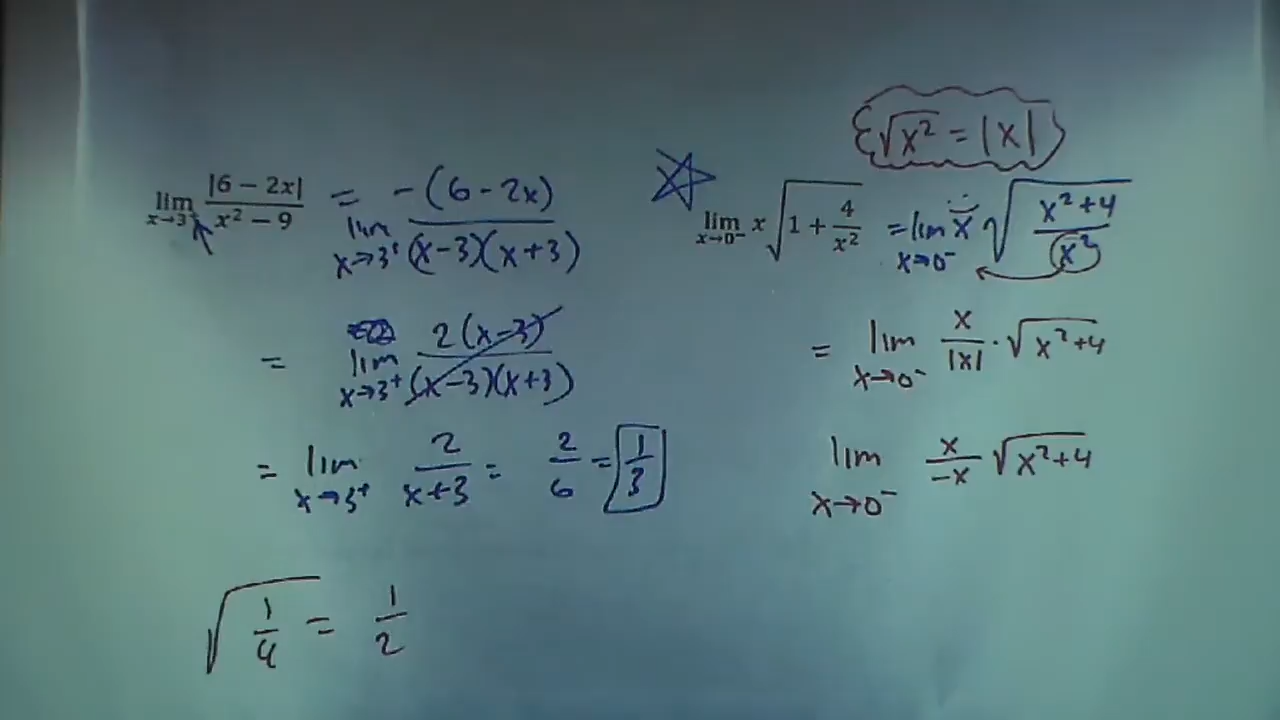 √x² = |x|
lim x→3⁺ |6 − 2x| / x² − 9 = lim x→3⁺ −(6 − 2x) / (x−3)(x+3)
= lim x→3⁺ 2(x−3) / (x−3)(x+3)
= lim x→3⁺ 2 / x+3 = 2/6 = 1/3
√(1/4) = 1/2
lim x→0⁻ x √(1 + 4/x²) = lim x→0⁻ x √(x²+4 / x²)
= lim x→0⁻ x/|x| · √(x²+4)
lim x→0⁻ x/−x √(x²+4)